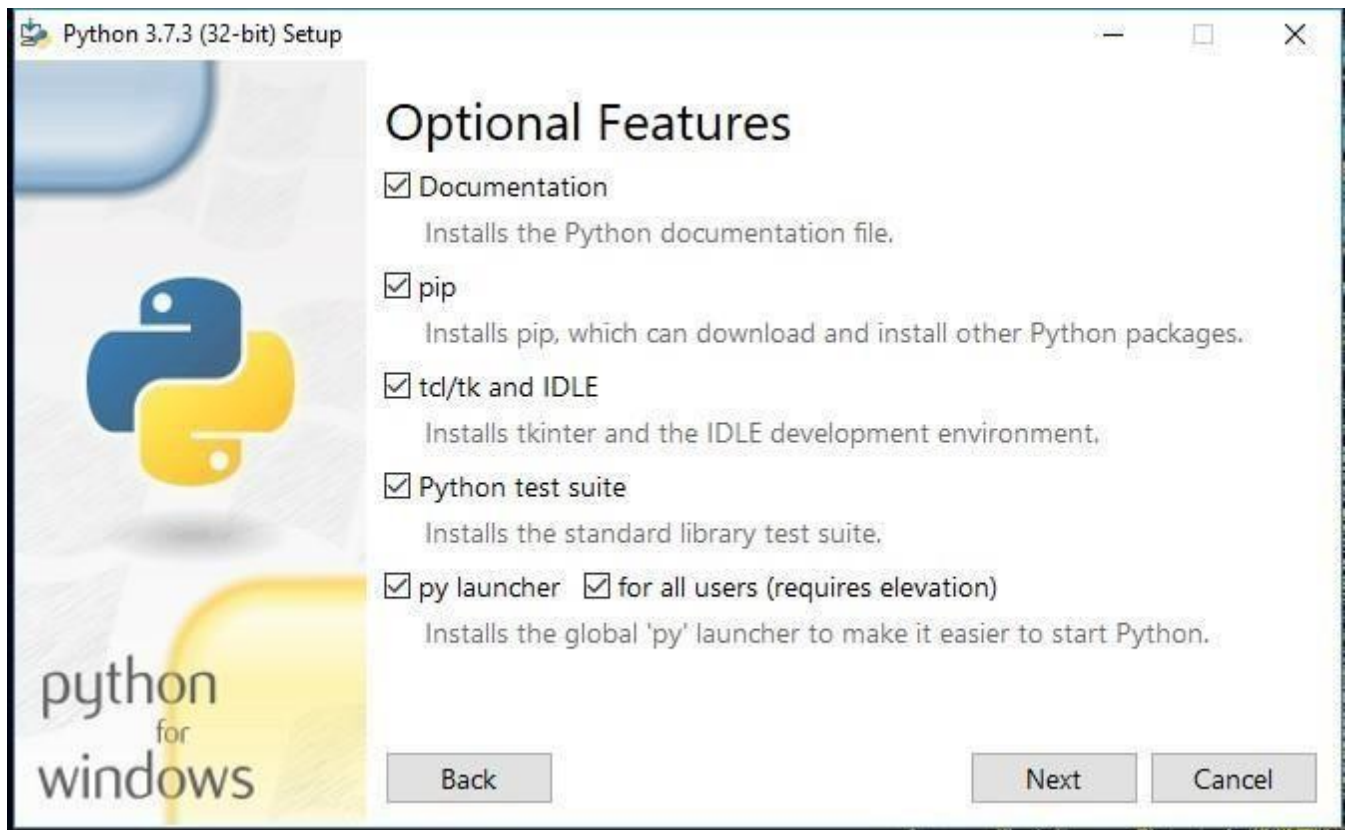 Python 3.7.3 (32-bit) Setup
Optional Features
Documentation
Installs the Python documentation file.
pip
Installs pip, which can download and install other Python packages.
tcl/tk and IDLE
Installs tkinter and the IDLE development environment.
Python test suite
Installs the standard library test suite.
py launcher for all users (requires elevation)
Installs the global 'py' launcher to make it easier to start Python.
python
for
windows
Back Next Cancel